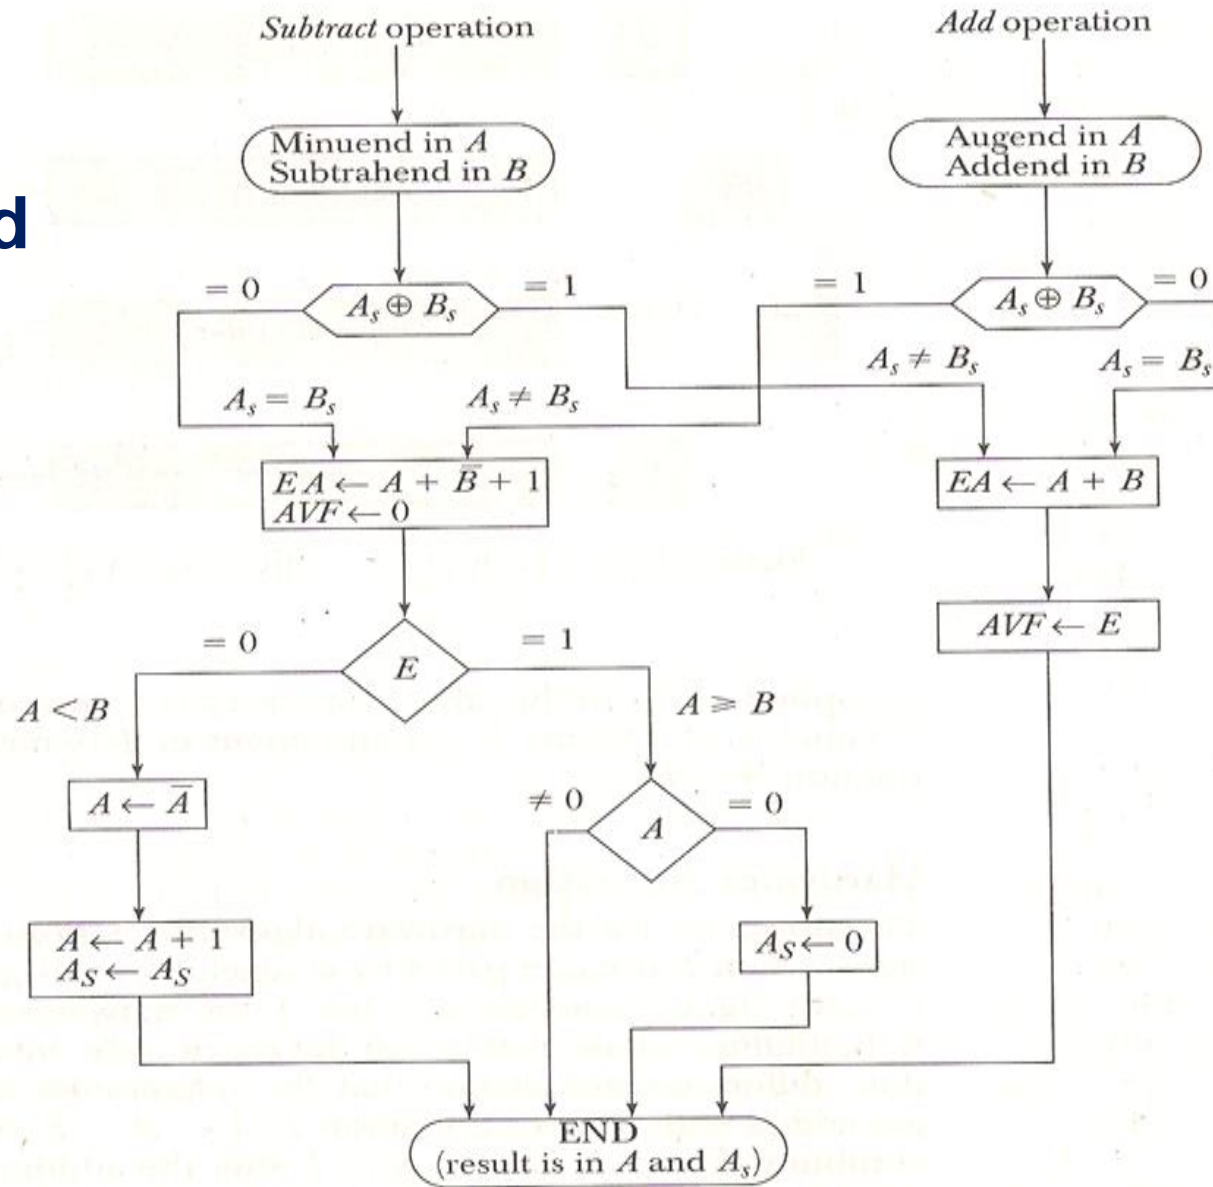 Subtract operation
Add operation
Minuend in A
Subtrahend in B
Augend in A
Addend in B
d
= 0
A_s ⊕ B_s
= 1
= 1
A_s ⊕ B_s
= 0
A_s = B_s
A_s ≠ B_s
A_s ≠ B_s
A_s = B_s
EA ← A + B̅ + 1
AVF ← 0
EA ← A + B
AVF ← E
= 0
E
= 1
A < B
A ⩾ B
A ← A̅
≠ 0
A
= 0
A ← A + 1
A_S ← A_S
A_S ← 0
END
(result is in A and A_s)